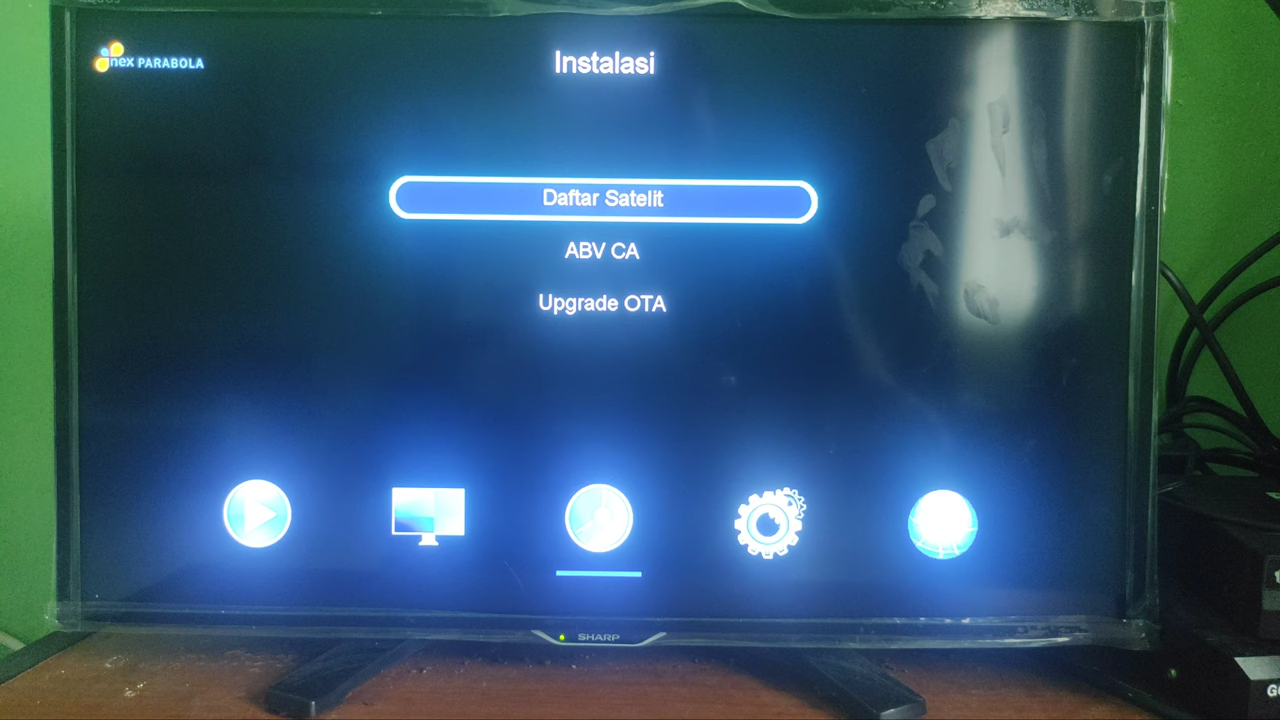 nex PARABOLA
Instalasi
Daftar Satelit
ABV CA
Upgrade OTA
SHARP